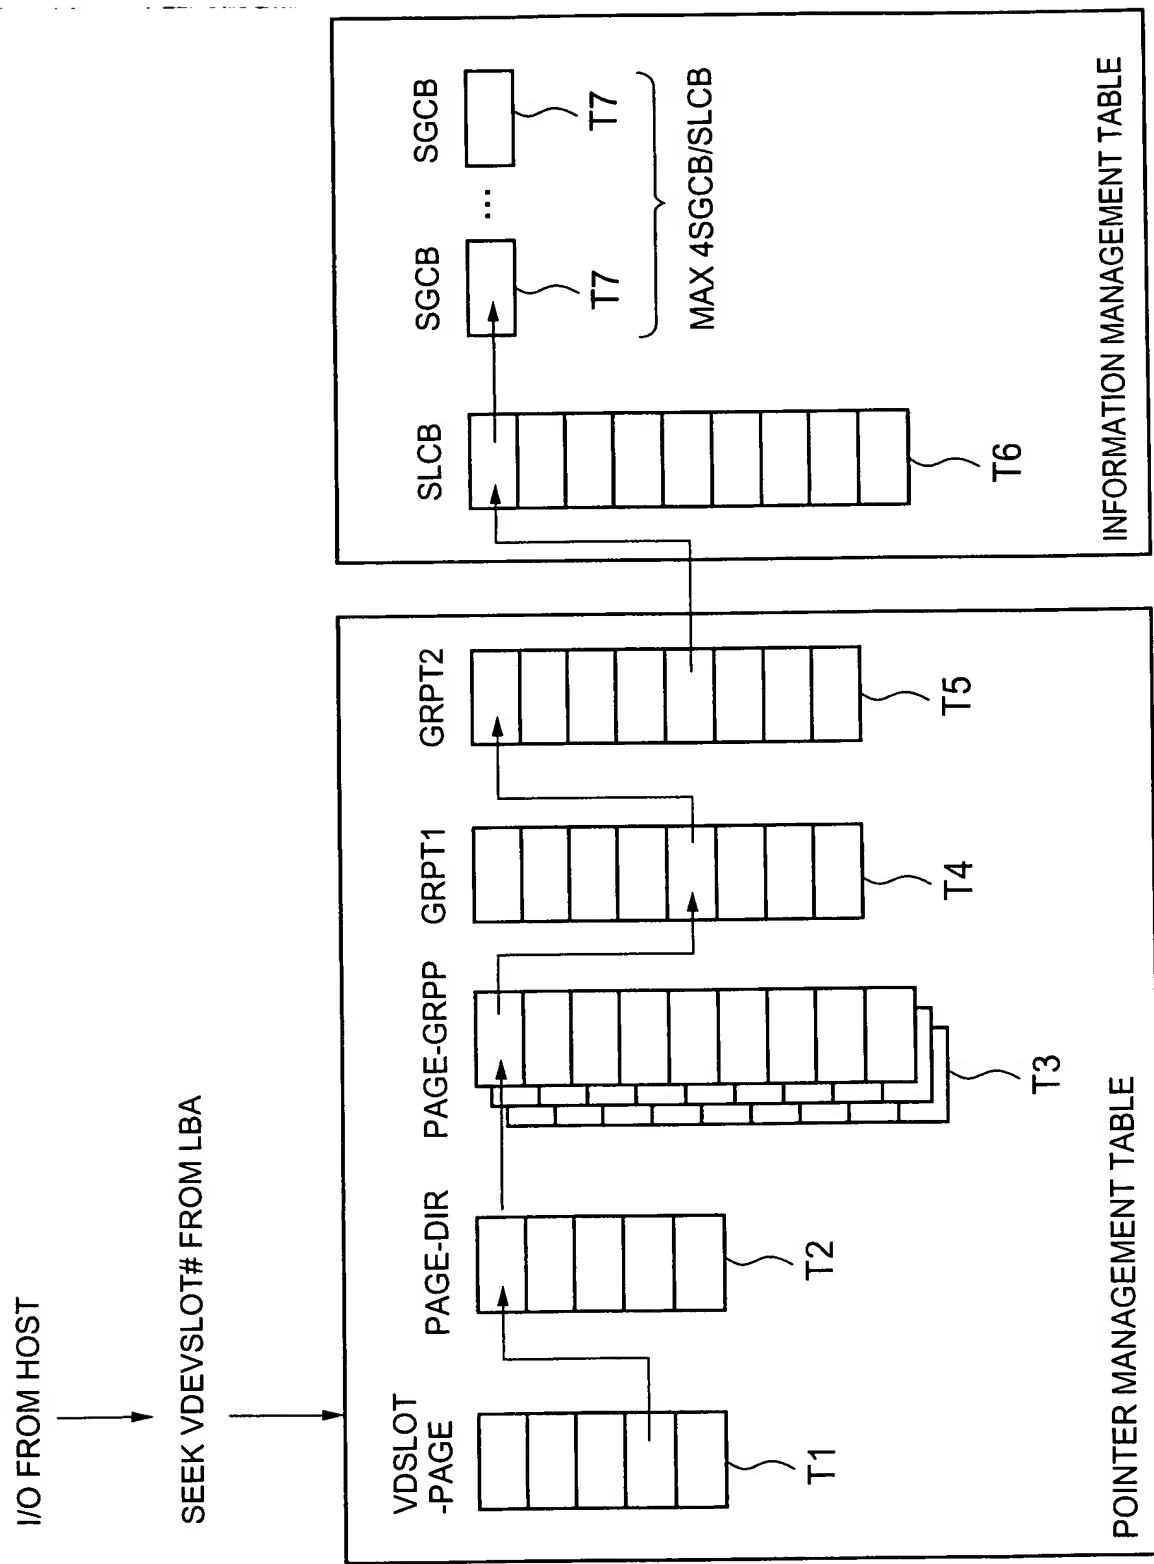 I/O FROM HOST
SEEK VDEVSLOT# FROM LBA
VDSLOT
-PAGE
PAGE-DIR
PAGE-GRPP
GRPT1
GRPT2
T1
T2
T3
T4
T5
POINTER MANAGEMENT TABLE
SLCB
SGCB
...
SGCB
T6
T7
T7
MAX 4SGCB/SLCB
INFORMATION MANAGEMENT TABLE